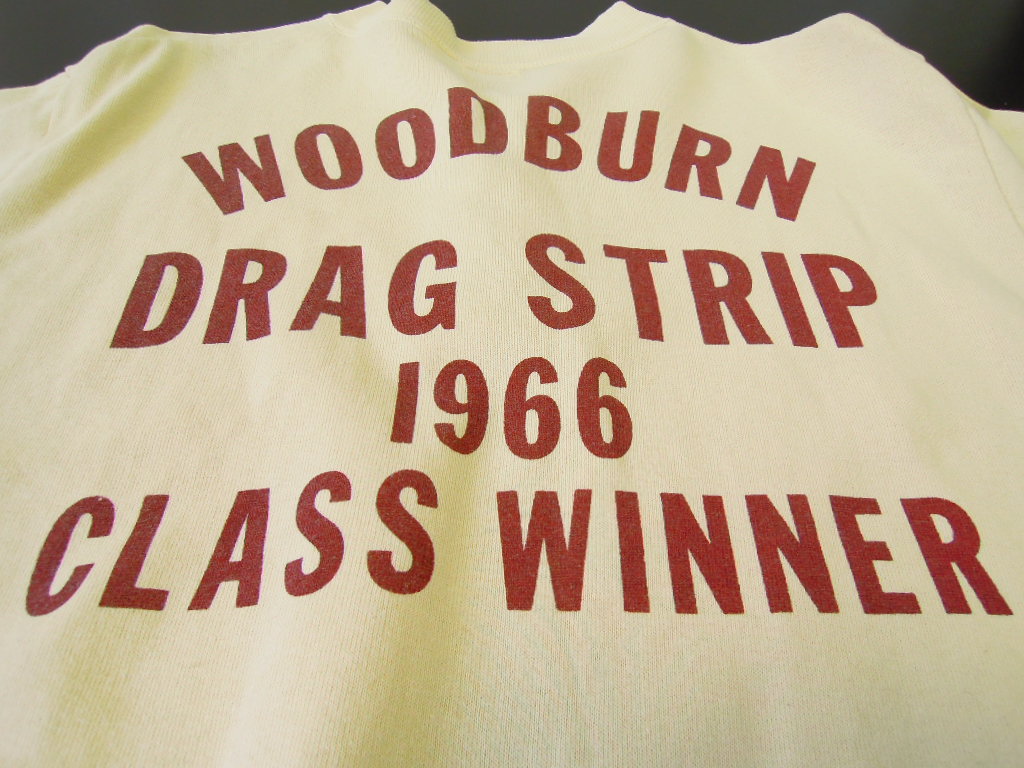 WOODBURN
DRAG STRIP
1966
CLASS WINNER